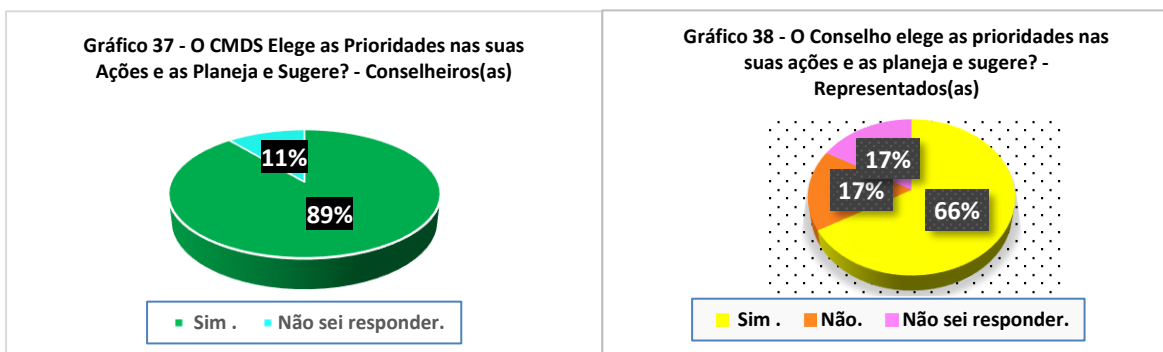 Gráfico 37 - O CMDS Elege as Prioridades nas suas
Ações e as Planeja e Sugere? - Conselheiros(as)
11%
89%
Sim .
Não sei responder.
Gráfico 38 - O Conselho elege as prioridades nas
suas ações e as planeja e sugere? -
Representados(as)
17%
17%
66%
Sim .
Não.
Não sei responder.